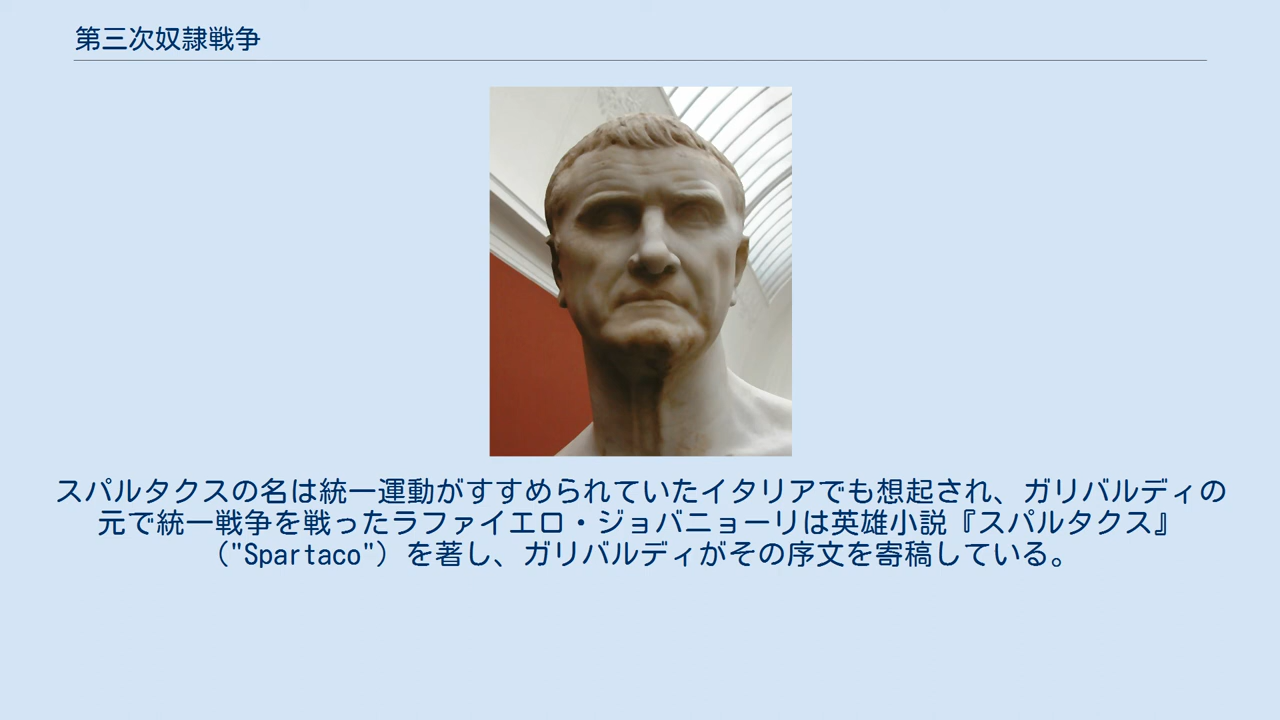 第三次奴隷戦争
スパルタクスの名は統一運動がすすめられていたイタリアでも想起され、ガリバルディの
元で統一戦争を戦ったラファイエロ・ジョバニョーリは英雄小説『スパルタクス』
（"Spartaco"）を著し、ガリバルディがその序文を寄稿している。